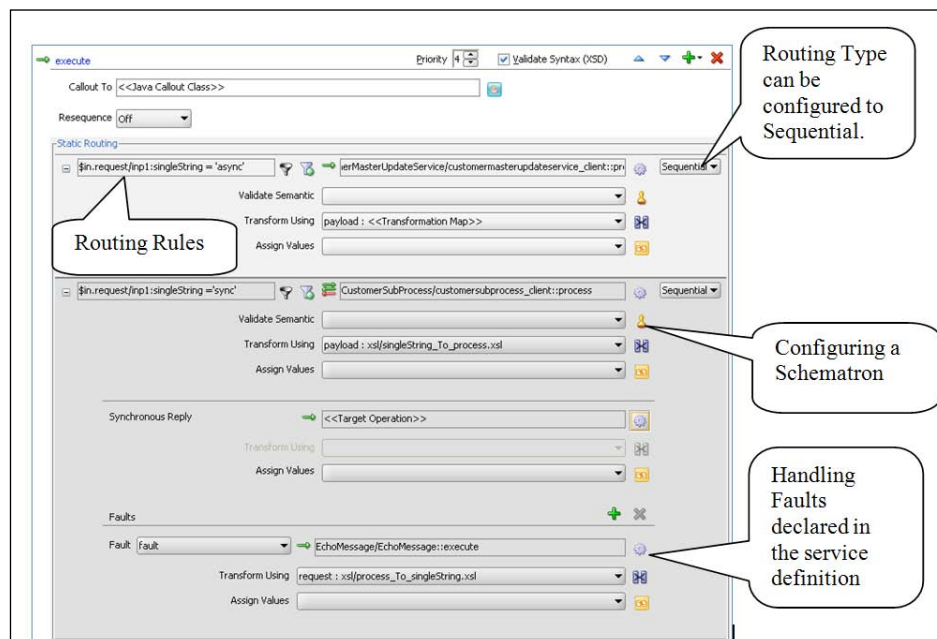 execute
Priority 4 Validate Syntax (XSD)
Routing Type
can be
configured to
Sequential.
Callout To <<Java Callout Class>>
Resequence Off
Static Routing
$in.request/inp1:singleString = 'async' erMasterUpdateService/customermasterupdateservice_client::pr Sequential
Validate Semantic
Transform Using payload : <<Transformation Map>>
Assign Values
Routing Rules
$in.request/inp1:singleString ='sync' CustomerSubProcess/customersubprocess_client::process Sequential
Validate Semantic
Transform Using payload : xsl/singleString_To_process.xsl
Assign Values
Configuring a
Schematron
Synchronous Reply <<Target Operation>>
Transform Using
Assign Values
Handling
Faults
declared in
the service
definition
Faults
Fault fault EchoMessage/EchoMessage::execute
Transform Using request : xsl/process_To_singleString.xsl
Assign Values